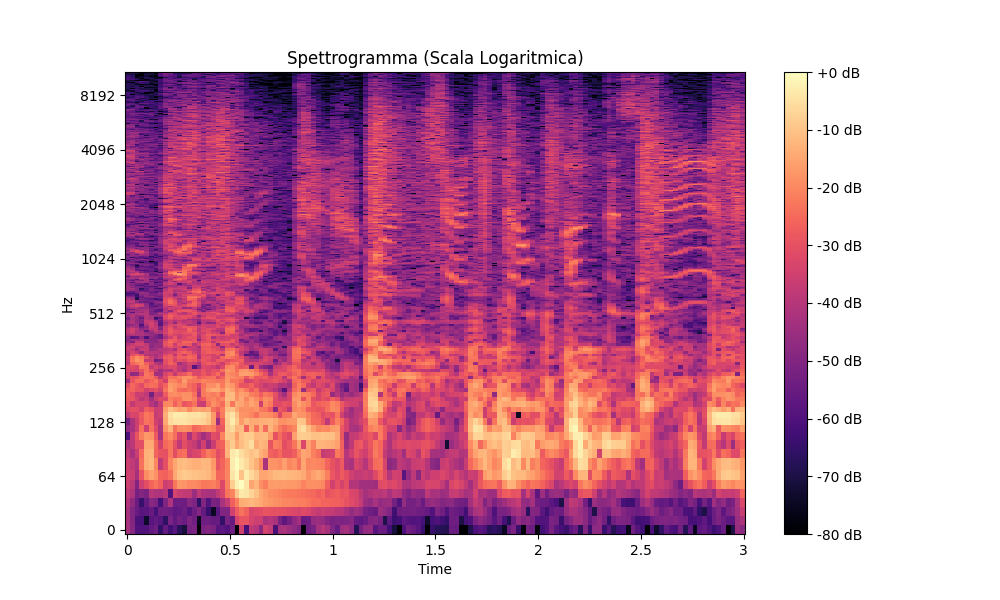 Spettrogramma (Scala Logaritmica)
Hz
8192
4096
2048
1024
512
256
128
64
0
0
0.5
1
1.5
2
2.5
3
Time
+0 dB
-10 dB
-20 dB
-30 dB
-40 dB
-50 dB
-60 dB
-70 dB
-80 dB